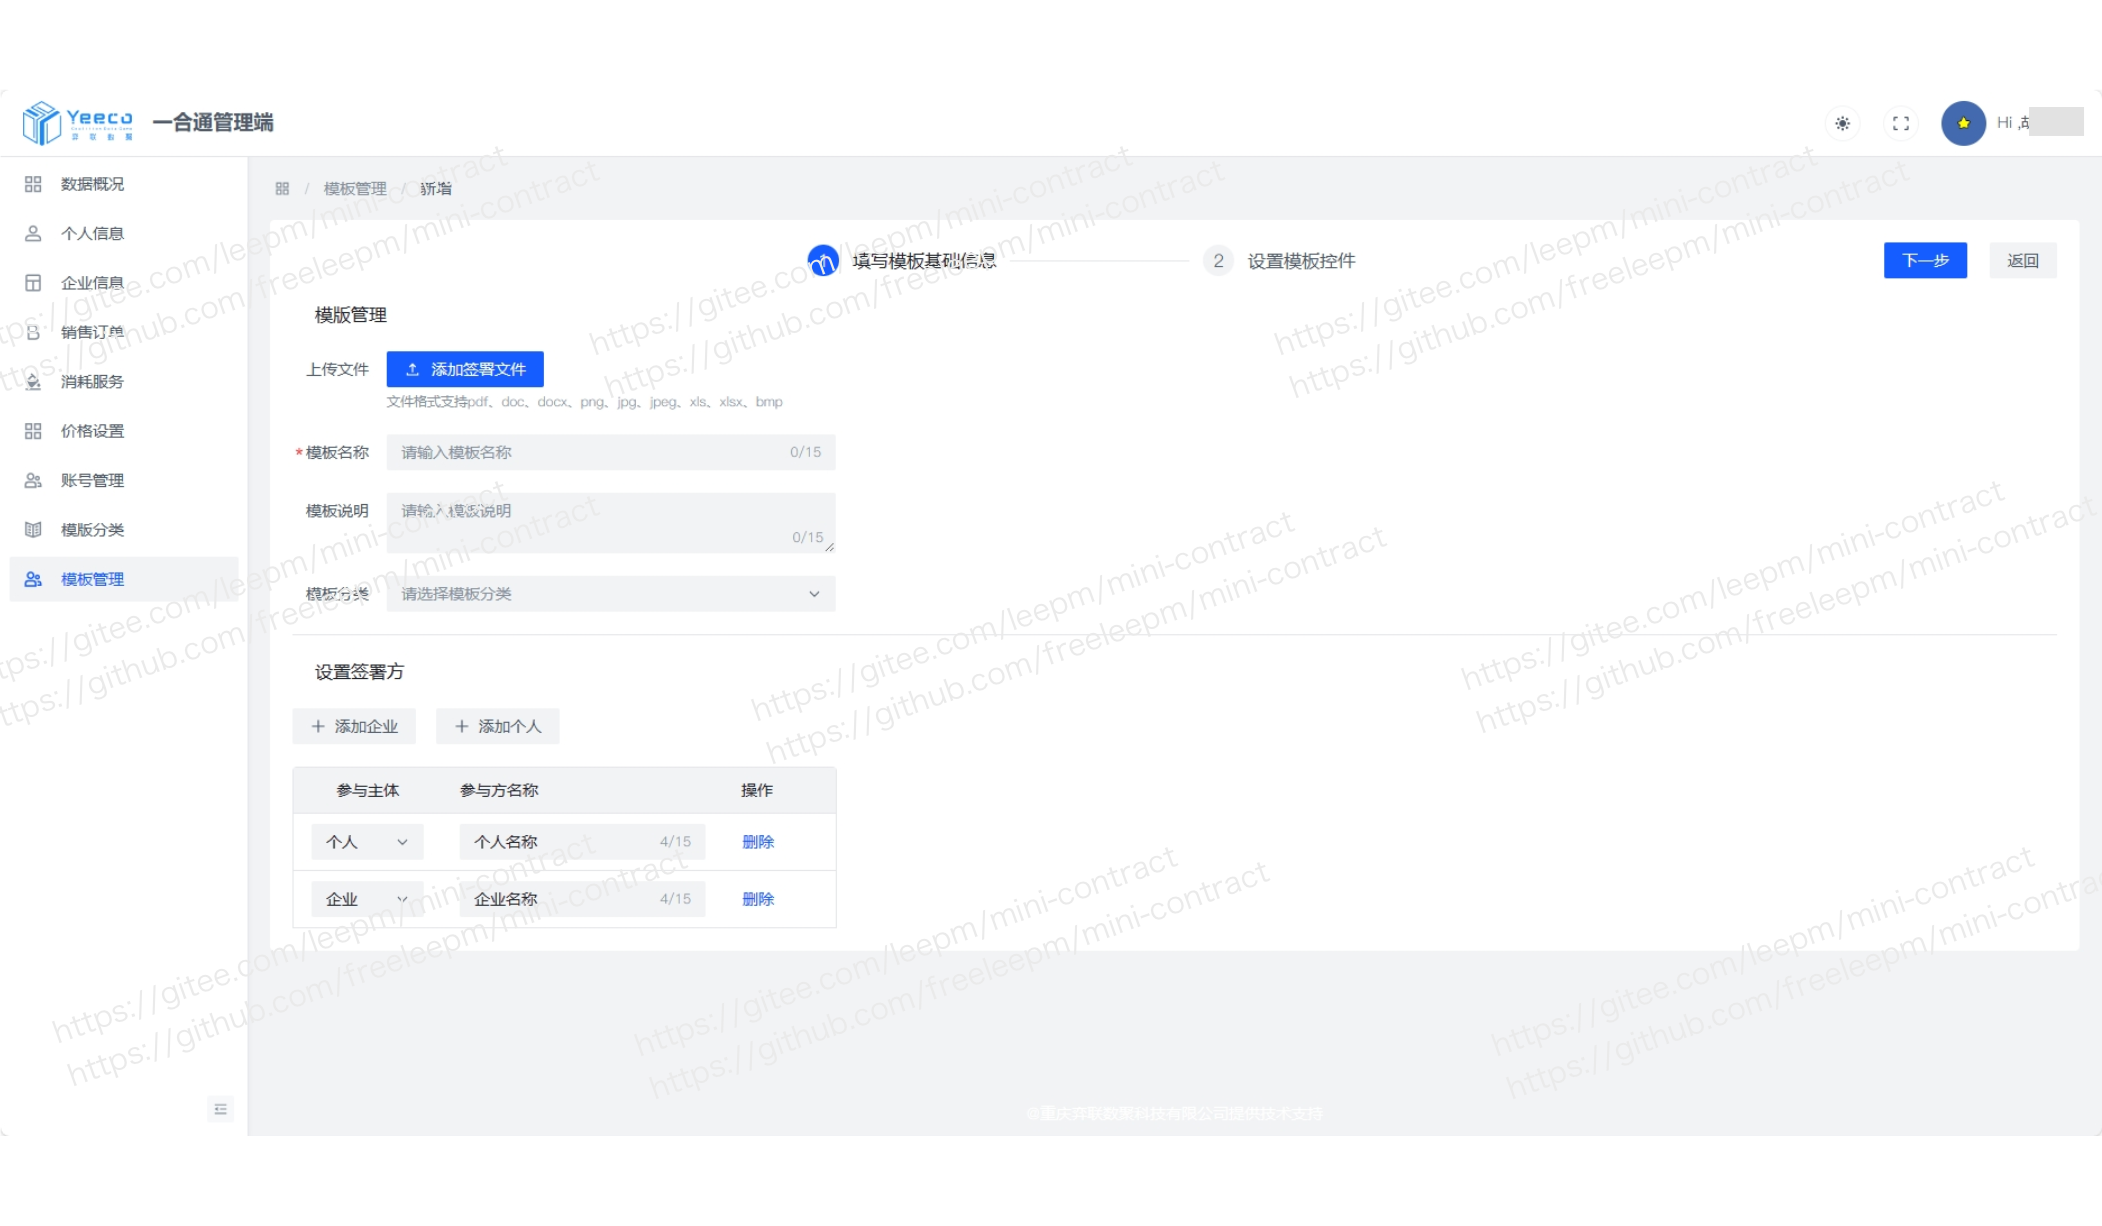 Yeeco 一合通管理端
弈联数聚
Hi ,胡
数据概况
个人信息
企业信息
销售订单
消耗服务
价格设置
账号管理
模版分类
模板管理
/ 模板管理 / 新增
填写模板基础信息
2 设置模板控件
下一步
返回
模版管理
上传文件 添加签署文件
文件格式支持pdf、doc、docx、png、jpg、jpeg、xls、xlsx、bmp
*模板名称 请输入模板名称 0/15
模板说明 请输入模板说明
0/15
模板分类 请选择模板分类
设置签署方
+ 添加企业 + 添加个人
参与主体 参与方名称 操作
个人 个人名称 4/15 删除
企业 企业名称 4/15 删除
©重庆弈联数聚科技有限公司提供技术支持
https://gitee.com/leepm/mini-contract
https://github.com/freeleepm/mini-contract